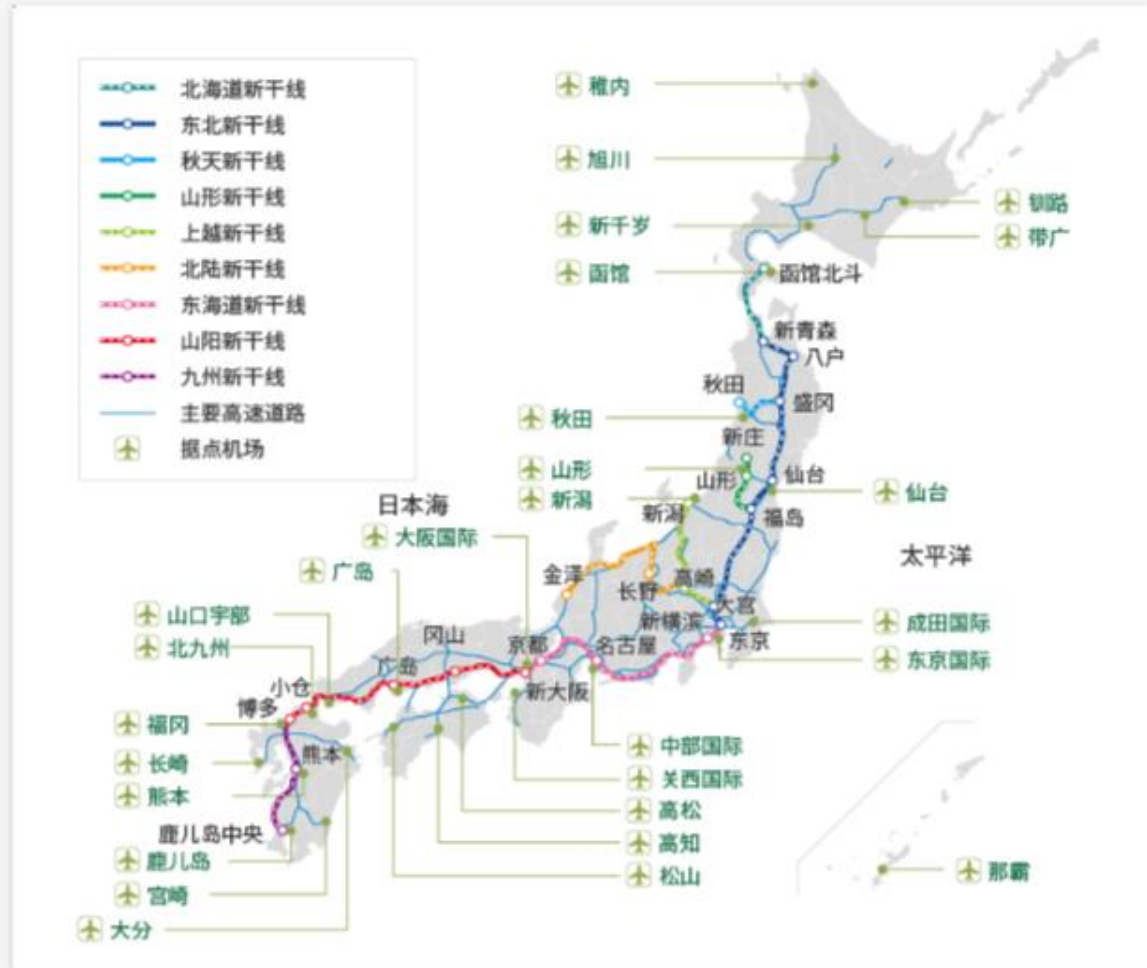 北海道新干线
东北新干线
秋天新干线
山形新干线
上越新干线
北陆新干线
东海道新干线
山阳新干线
九州新干线
主要高速道路
据点机场
稚内
旭川
新千岁
函馆
钏路
带广
函馆北斗
新青森
八户
秋田
盛冈
秋田
新庄
山形
山形
仙台
仙台
新潟
新潟
福岛
日本海
太平洋
大阪国际
广岛
金泽
长野
高崎
大宫
新横滨
东京
成田国际
东京国际
山口宇部
北九州
冈山
京都
名古屋
广岛
新大阪
小仓
博多
福冈
熊本
长崎
熊本
鹿儿岛中央
鹿儿岛
宫崎
大分
中部国际
关西国际
高松
高知
松山
那霸